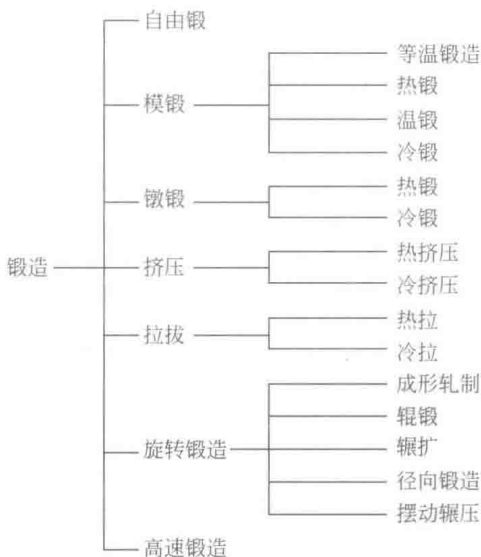 自由锻
等温锻造
热锻
模锻
温锻
冷锻
热锻
镦锻
冷锻
热挤压
锻造
挤压
冷挤压
热拉
拉拔
冷拉
成形轧制
辊锻
旋转锻造
辗扩
径向锻造
摆动辗压
高速锻造